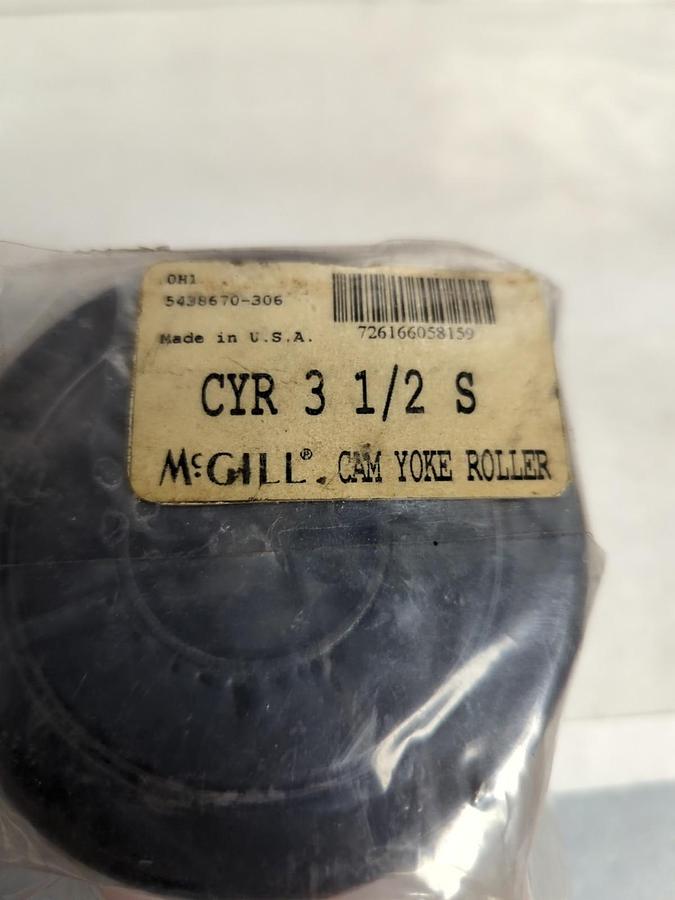 OH1
5438670-306
726166058159
Made in U.S.A.
CYR 3 1/2 S
McGILL®. CAM YOKE ROLLER